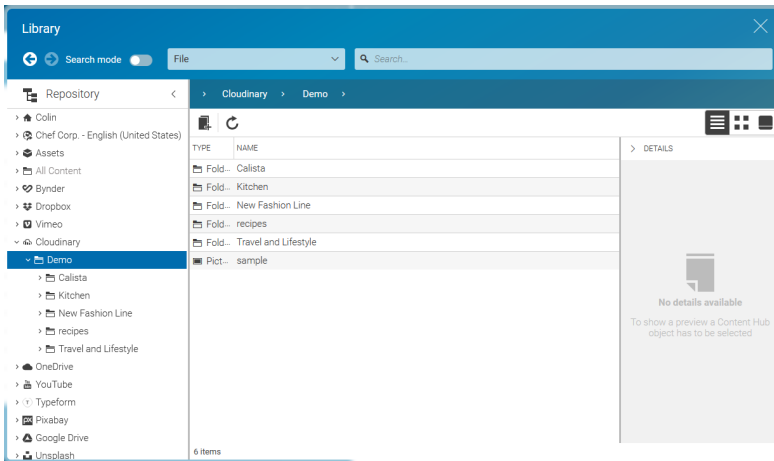 Library
Search mode
File
Search...
Repository
Cloudinary > Demo >
Colin
Chef Corp. - English (United States)
Assets
All Content
Bynder
Dropbox
Vimeo
Cloudinary
Demo
Calista
Kitchen
New Fashion Line
recipes
Travel and Lifestyle
OneDrive
YouTube
Typeform
Pixabay
Google Drive
Unsplash
TYPE NAME
Fold... Calista
Fold... Kitchen
Fold... New Fashion Line
Fold... recipes
Fold... Travel and Lifestyle
Pict... sample
6 items
DETAILS
No details available
To show a preview a Content Hub
object has to be selected